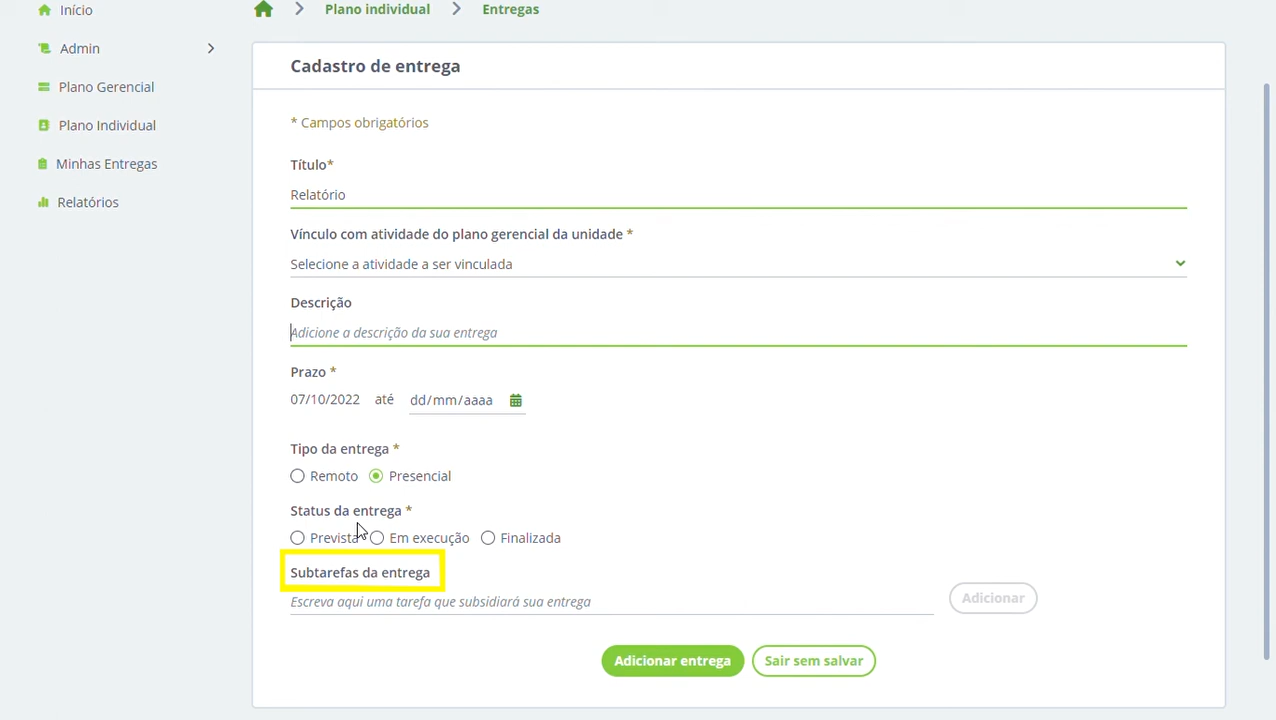 Início
Admin
Plano Gerencial
Plano Individual
Minhas Entregas
Relatórios
Plano individual
Entregas
Cadastro de entrega
* Campos obrigatórios
Título*
Relatório
Vínculo com atividade do plano gerencial da unidade *
Selecione a atividade a ser vinculada
Descrição
Adicione a descrição da sua entrega
Prazo *
07/10/2022 até dd/mm/aaaa
Tipo da entrega *
Remoto Presencial
Status da entrega *
Prevista Em execução Finalizada
Subtarefas da entrega
Escreva aqui uma tarefa que subsidiará sua entrega
Adicionar
Adicionar entrega Sair sem salvar